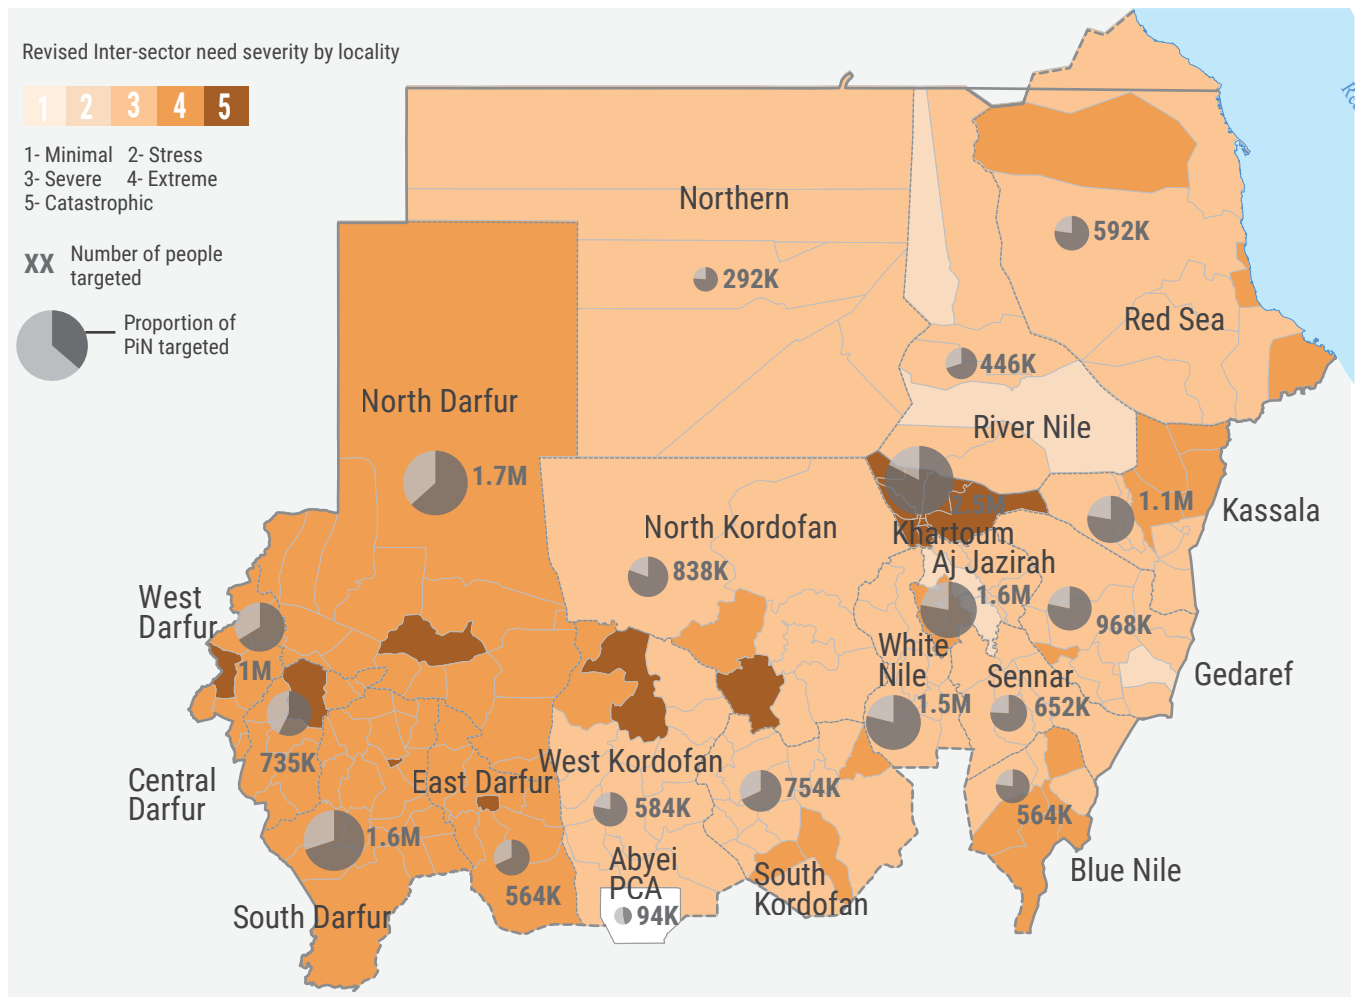 Revised Inter-sector need severity by locality
1 2 3 4 5
1- Minimal 2- Stress
3- Severe 4- Extreme
5- Catastrophic
XX Number of people
targeted
Proportion of
PiN targeted
Northern
292K
592K
Red Sea
446K
River Nile
North Darfur
1.7M
2.5M
Khartoum
1.1M
Kassala
North Kordofan
838K
Aj Jazirah
1.6M
968K
Gedaref
West
Darfur
1M
White
Nile
1.5M
Sennar
652K
735K
Central
Darfur
East Darfur
564K
West Kordofan
584K
754K
564K
Blue Nile
1.6M
South Darfur
Abyei
PCA
94K
South
Kordofan